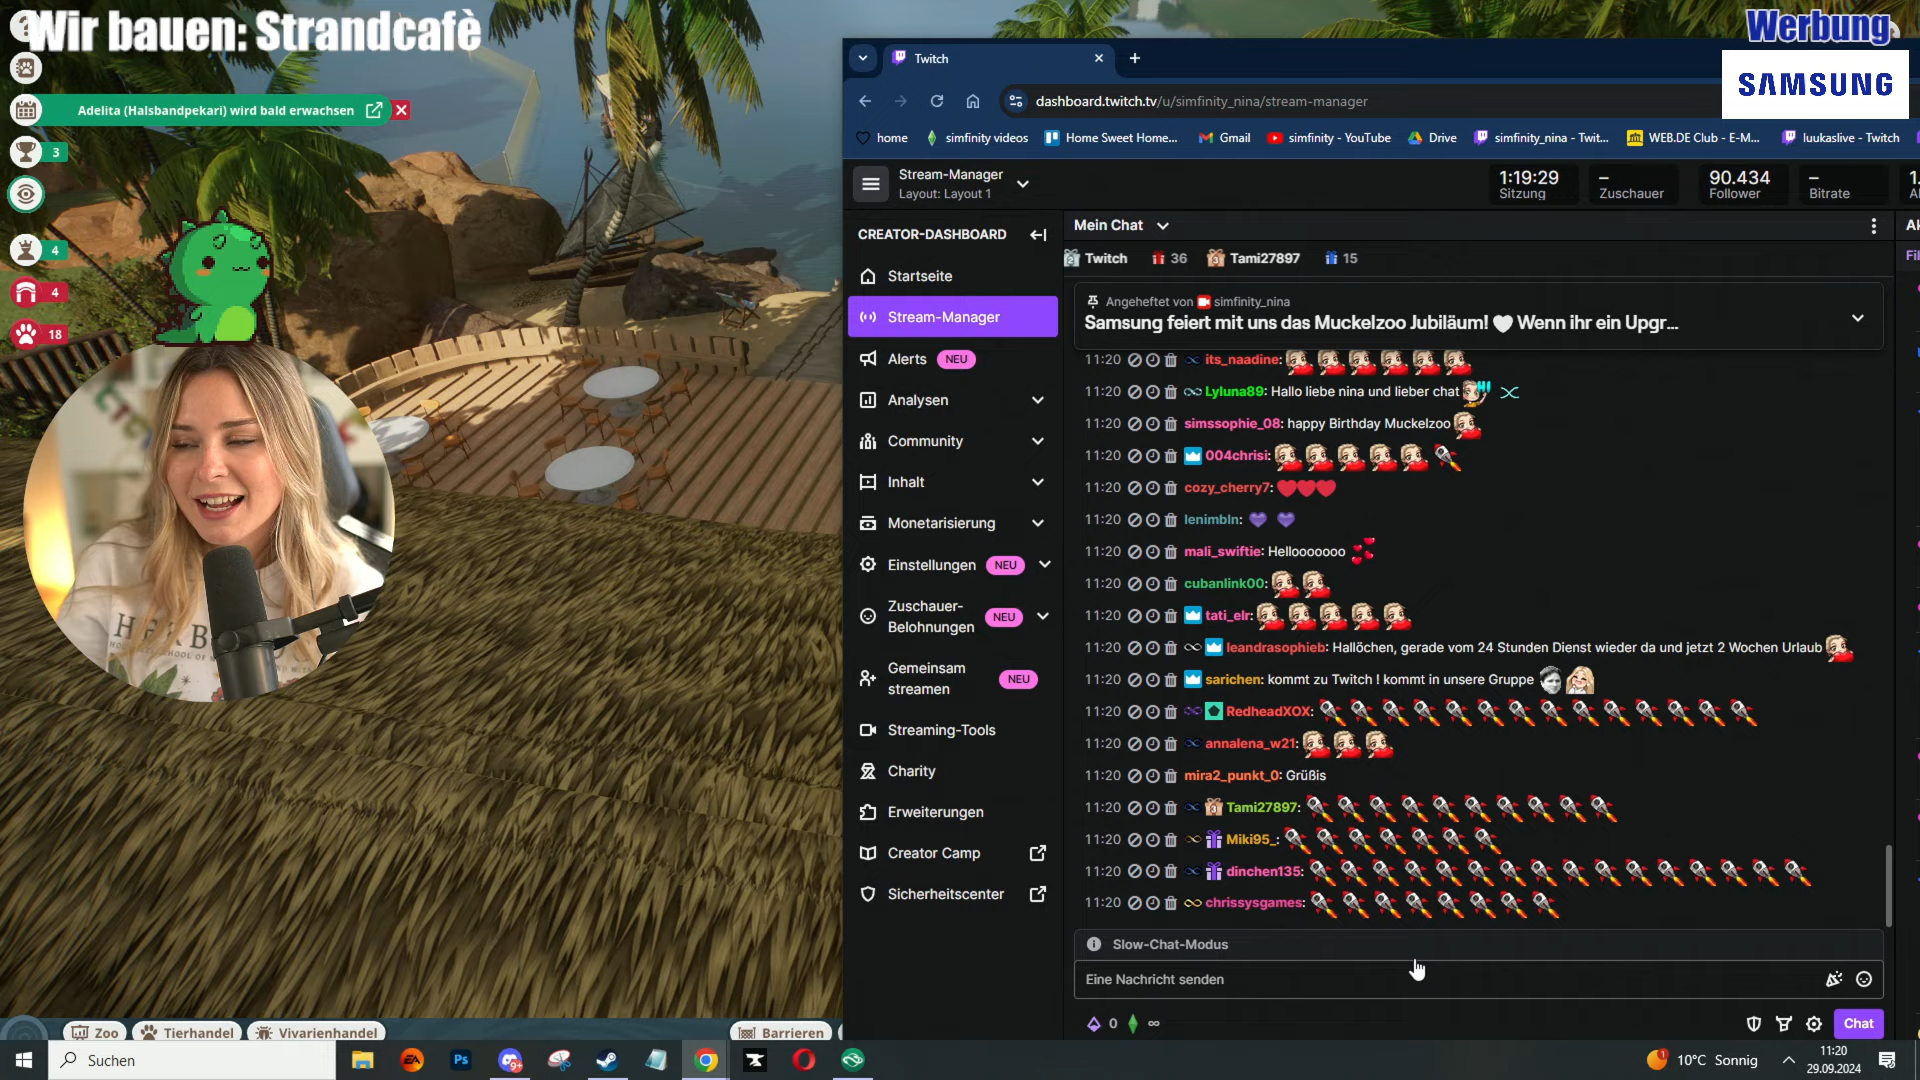 Wir bauen: Strandcafè
Werbung
SAMSUNG
Adelita (Halsbandpekari) wird bald erwachsen
3
4
4
18
Twitch
dashboard.twitch.tv/u/simfinity_nina/stream-manager
home
simfinity videos
Home Sweet Home...
Gmail
simfinity - YouTube
Drive
simfinity_nina - Twit...
WEB.DE Club - E-M...
luukaslive - Twitch
Stream-Manager
Layout: Layout 1
1:19:29
Sitzung
–
Zuschauer
90.434
Follower
–
Bitrate
CREATOR-DASHBOARD
Startseite
Stream-Manager
Alerts NEU
Analysen
Community
Inhalt
Monetarisierung
Einstellungen NEU
Zuschauer-
Belohnungen NEU
Gemeinsam
streamen NEU
Streaming-Tools
Charity
Erweiterungen
Creator Camp
Sicherheitscenter
Mein Chat
Twitch 36 Tami27897 15
Angeheftet von simfinity_nina
Samsung feiert mit uns das Muckelzoo Jubiläum! Wenn ihr ein Upgr...
11:20 its_naadine:
11:20 Lyluna89: Hallo liebe nina und lieber chat
11:20 simssophie_08: happy Birthday Muckelzoo
11:20 004chrisi:
11:20 cozy_cherry7:
11:20 lenimbln:
11:20 mali_swiftie: Hellooooooo
11:20 cubanlink00:
11:20 tati_elr:
11:20 leandrasophieb: Hallöchen, gerade vom 24 Stunden Dienst wieder da und jetzt 2 Wochen Urlaub
11:20 sarichen: kommt zu Twitch ! kommt in unsere Gruppe
11:20 RedheadXOX:
11:20 annalena_w21:
11:20 mira2_punkt_0: Grüßis
11:20 Tami27897:
11:20 Miki95_:
11:20 dinchen135:
11:20 chrissysgames:
Slow-Chat-Modus
Eine Nachricht senden
0 ∞
Chat
Zoo
Tierhandel
Vivarienhandel
Barrieren
Suchen
10°C Sonnig
11:20
29.09.2024